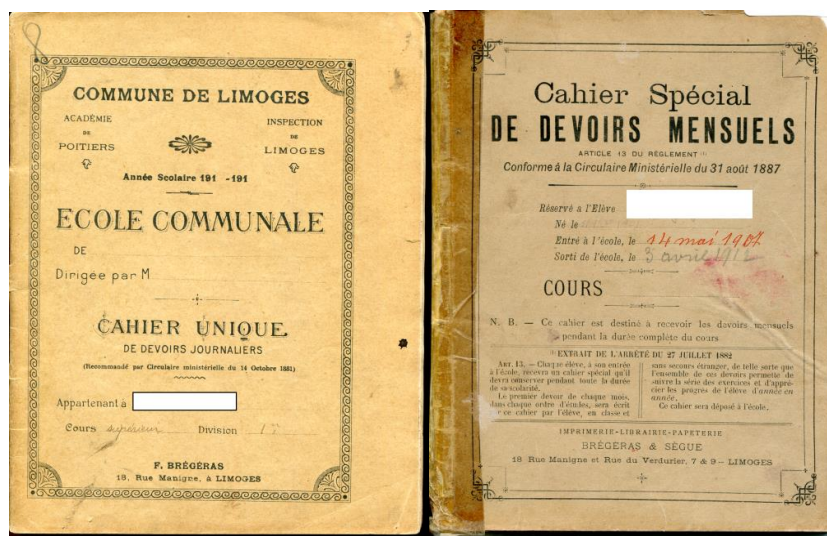 COMMUNE DE LIMOGES
ACADÉMIE
DE
POITIERS
INSPECTION
DE
LIMOGES
Année Scolaire 191 -191
ECOLE COMMUNALE
DE
Dirigée par M
CAHIER UNIQUE
DE DEVOIRS JOURNALIERS
(Recommandé par Circulaire ministérielle du 14 Octobre 1881)
Appartenant à
Cours supérieur Division 1re
F. BRÉGÉRAS
18, Rue Manigne, à LIMOGES
Cahier Spécial
DE DEVOIRS MENSUELS
ARTICLE 13 DU RÈGLEMENT (1)
Conforme à la Circulaire Ministérielle du 31 août 1887
Réservé a l'Elève
Né le
Entré à l'école, le 14 mai 1907
Sorti de l'école, le 3 avril 1912
COURS
N. B. — Ce cahier est destiné à recevoir les devoirs mensuels
pendant la durée complète du cours
(1) EXTRAIT DE L'ARRÊTÉ DU 27 JUILLET 1882
ART. 13. — Chaque élève, à son entrée
à l'école, recevra un cahier spécial qu'il
devra conserver pendant toute la durée
de sa scolarité.
Le premier devoir de chaque mois,
dans chaque ordre d'études, sera écrit
sur ce cahier par l'élève, en classe et
sans secours étranger, de telle sorte que
l'ensemble de ces devoirs permette de
suivre la série des exercices et d'appré-
cier les progrès de l'élève d'année en
année.
Ce cahier sera déposé à l'école.
IMPRIMERIE-LIBRAIRIE-PAPETERIE
BRÉGÉRAS & SÈGUE
18 Rue Manigne et Rue du Verdurier, 7 & 9 — LIMOGES